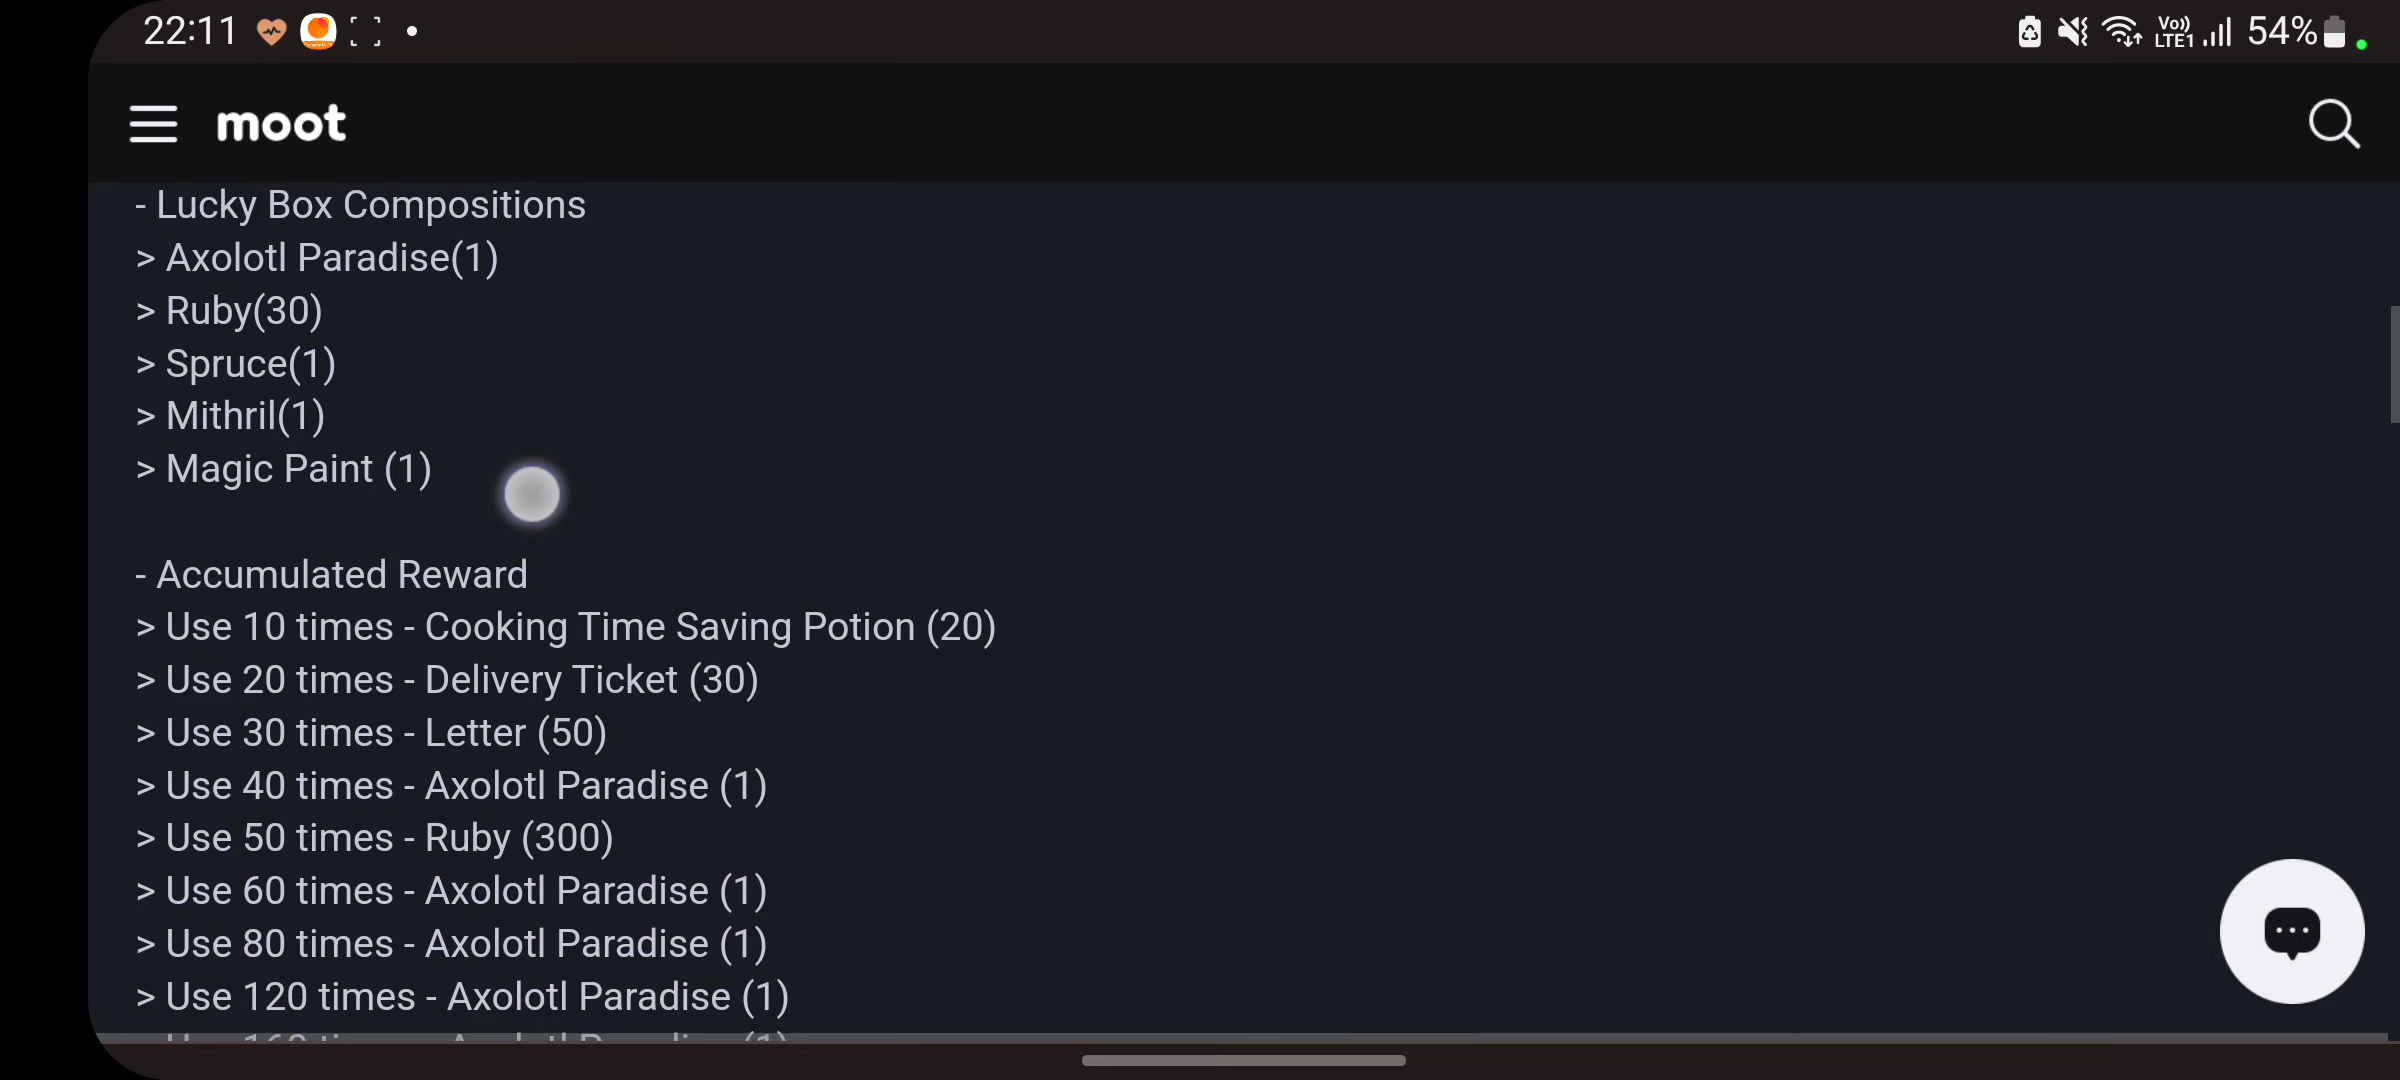 22:11
Vo)) LTE1 54%
moot
- Lucky Box Compositions
> Axolotl Paradise(1)
> Ruby(30)
> Spruce(1)
> Mithril(1)
> Magic Paint (1)
- Accumulated Reward
> Use 10 times - Cooking Time Saving Potion (20)
> Use 20 times - Delivery Ticket (30)
> Use 30 times - Letter (50)
> Use 40 times - Axolotl Paradise (1)
> Use 50 times - Ruby (300)
> Use 60 times - Axolotl Paradise (1)
> Use 80 times - Axolotl Paradise (1)
> Use 120 times - Axolotl Paradise (1)